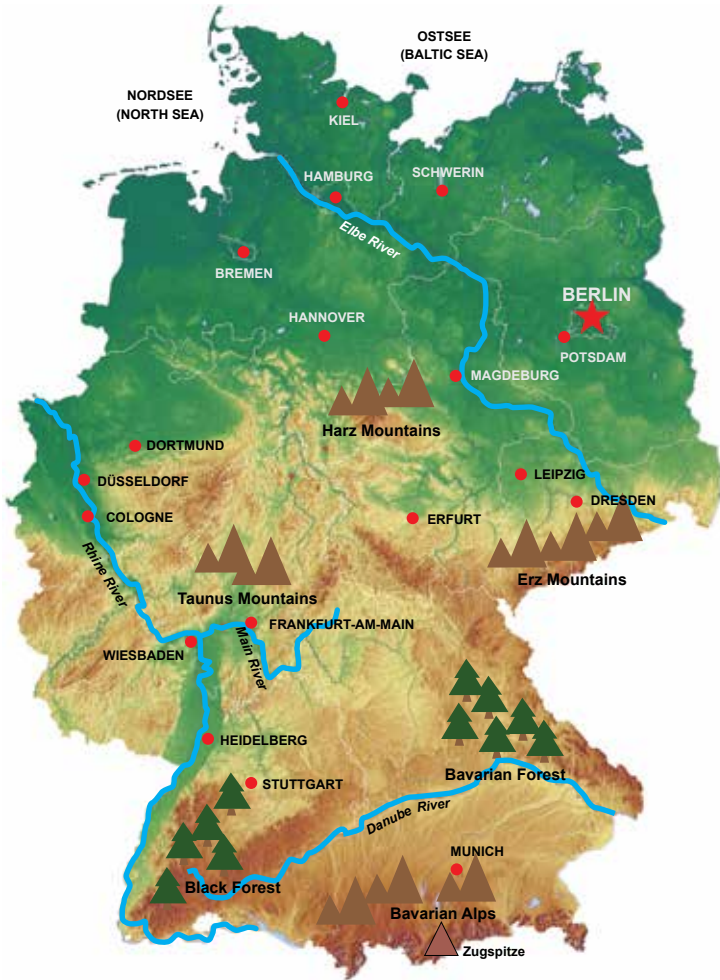 OSTSEE
(BALTIC SEA)
NORDSEE
(NORTH SEA)
KIEL
HAMBURG
SCHWERIN
Elbe River
BREMEN
BERLIN
HANNOVER
POTSDAM
MAGDEBURG
Harz Mountains
DORTMUND
LEIPZIG
DÜSSELDORF
DRESDEN
COLOGNE
ERFURT
Rhine River
Erz Mountains
Taunus Mountains
FRANKFURT-AM-MAIN
WIESBADEN
Main River
HEIDELBERG
Bavarian Forest
STUTTGART
Danube River
MUNICH
Black Forest
Bavarian Alps
Zugspitze